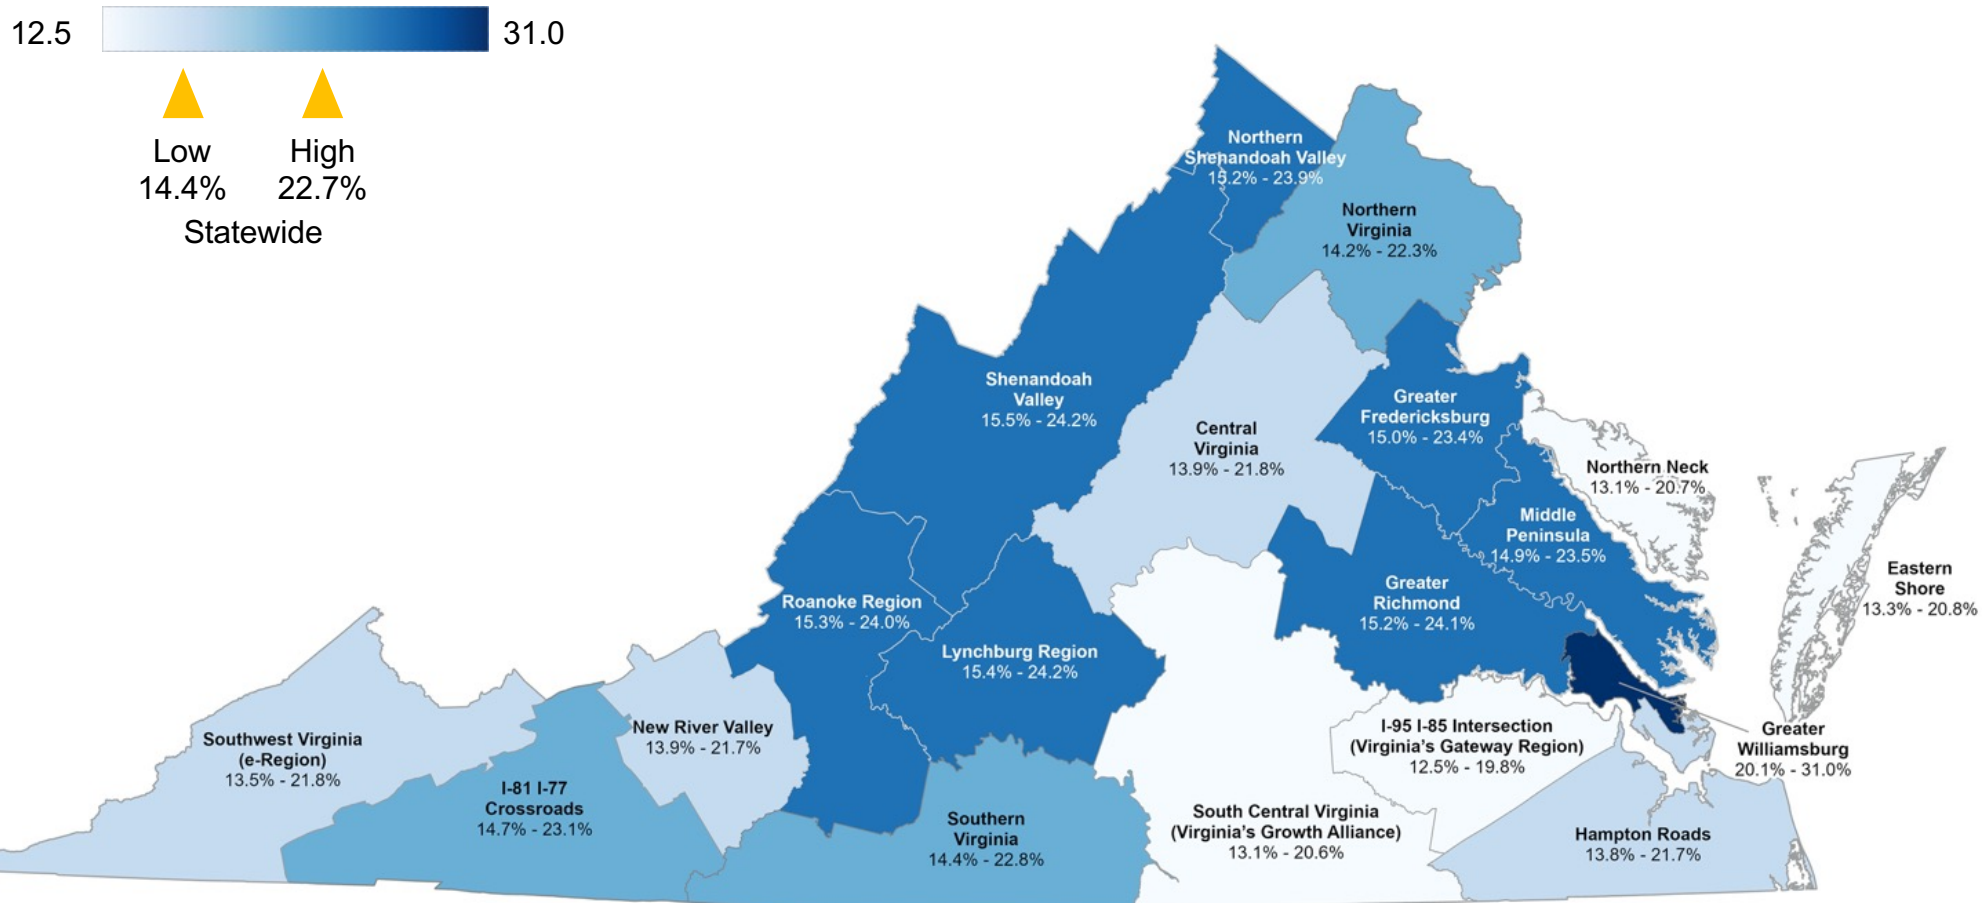 12.5
31.0
Low
14.4%
High
22.7%
Statewide
Northern
Shenandoah Valley
15.2% - 23.9%
Northern
Virginia
14.2% - 22.3%
Shenandoah
Valley
15.5% - 24.2%
Central
Virginia
13.9% - 21.8%
Greater
Fredericksburg
15.0% - 23.4%
Northern Neck
13.1% - 20.7%
Middle
Peninsula
14.9% - 23.5%
Eastern
Shore
13.3% - 20.8%
Roanoke Region
15.3% - 24.0%
Greater
Richmond
15.2% - 24.1%
Lynchburg Region
15.4% - 24.2%
Southwest Virginia
(e-Region)
13.5% - 21.8%
New River Valley
13.9% - 21.7%
I-81 I-77
Crossroads
14.7% - 23.1%
Southern
Virginia
14.4% - 22.8%
South Central Virginia
(Virginia's Growth Alliance)
13.1% - 20.6%
I-95 I-85 Intersection
(Virginia's Gateway Region)
12.5% - 19.8%
Greater
Williamsburg
20.1% - 31.0%
Hampton Roads
13.8% - 21.7%